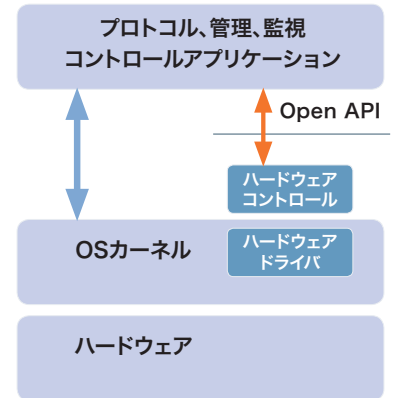 プロトコル、管理、監視
コントロールアプリケーション
Open API
ハードウェア
コントロール
OSカーネル
ハードウェア
ドライバ
ハードウェア